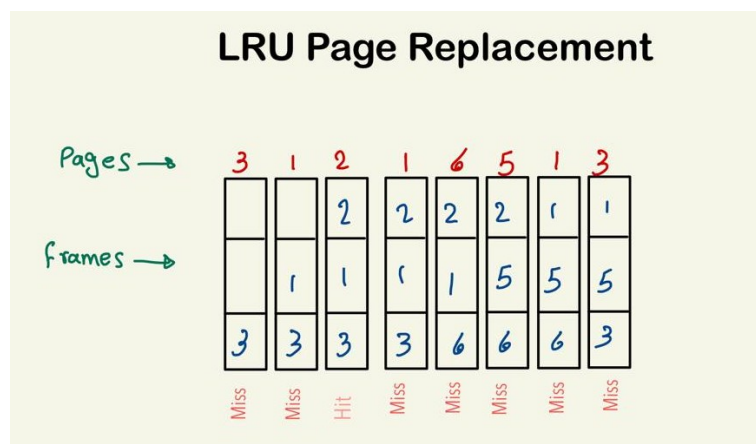 LRU Page Replacement
Pages → 3 1 2 1 6 5 1 3
2 2 2 2 1 1
frames → 1 1 1 1 5 5 5
3 3 3 3 6 6 6 3
Miss Miss Hit Miss Miss Miss Miss Miss